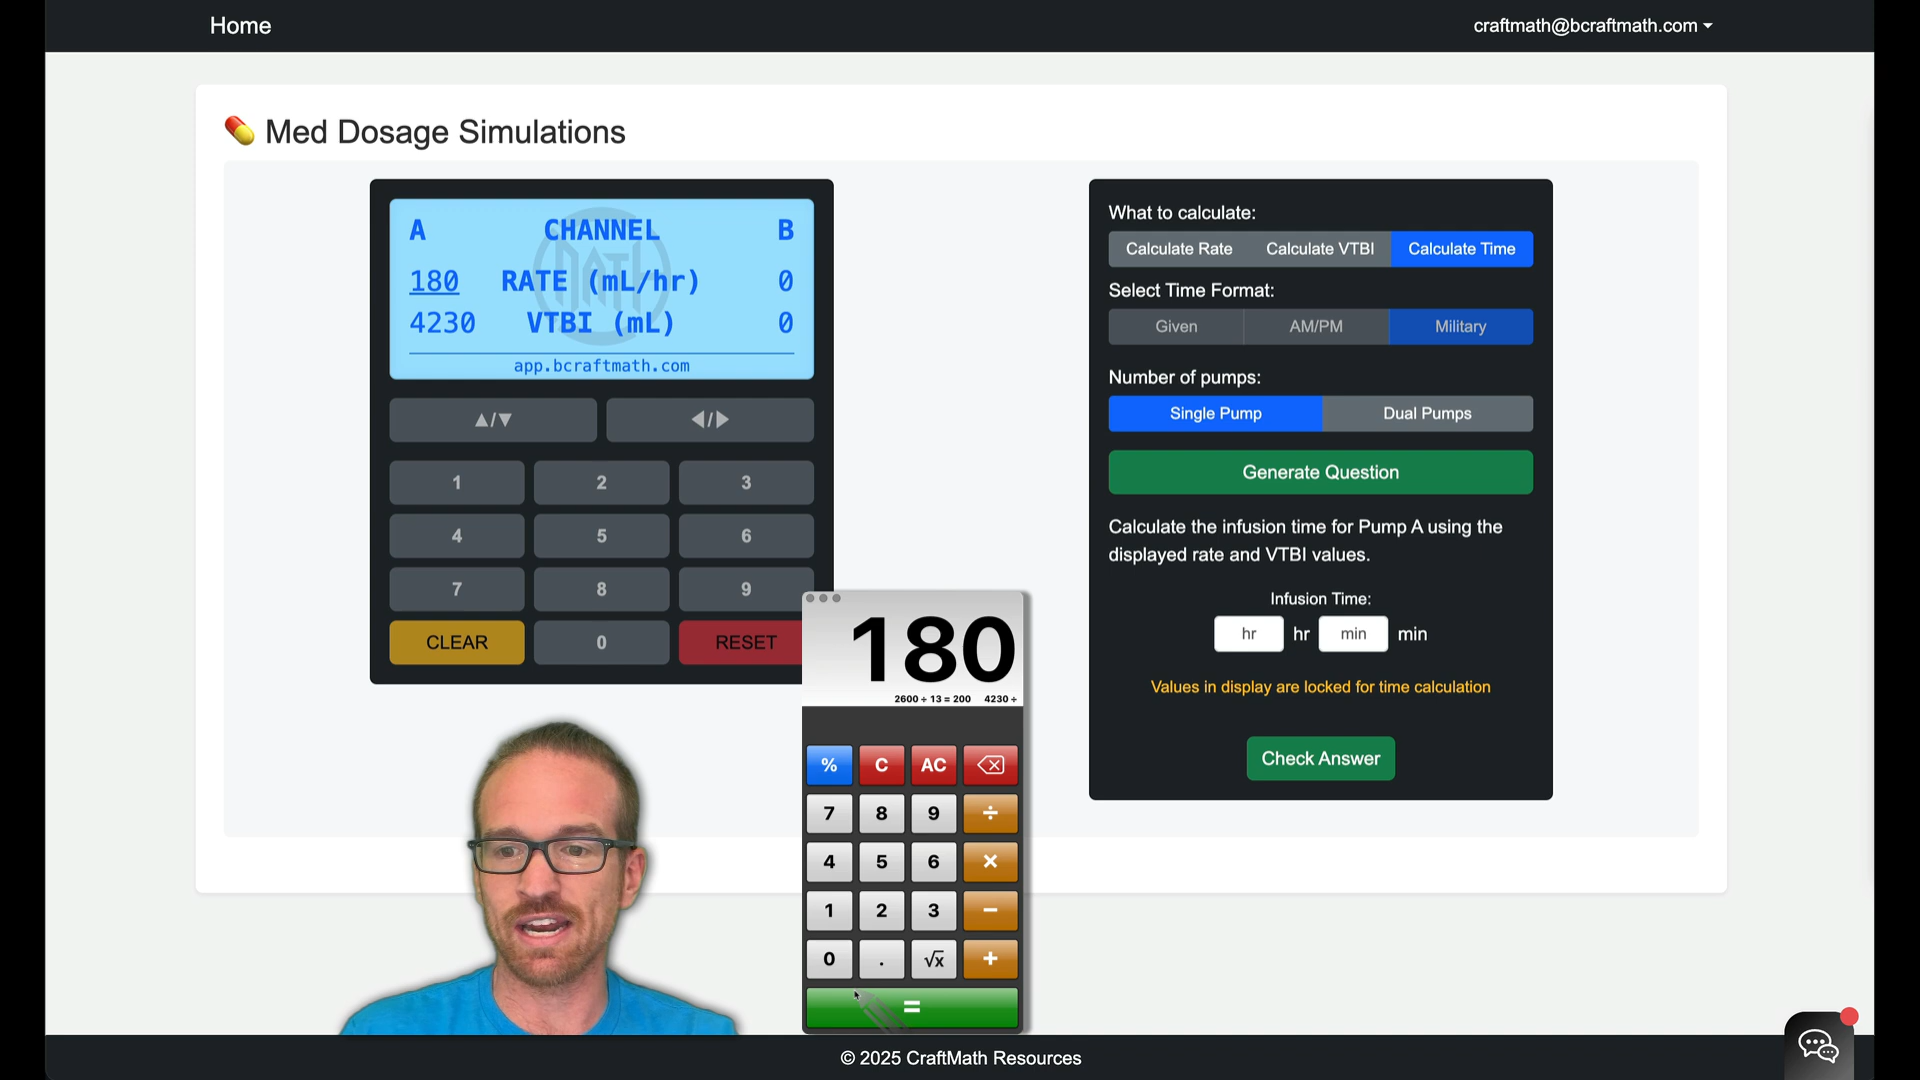 Home
craftmath@bcraftmath.com
Med Dosage Simulations
A CHANNEL B
180 RATE (mL/hr) 0
4230 VTBI (mL) 0
app.bcraftmath.com
▲/▼ ◀/▶
1 2 3
4 5 6
7 8 9
CLEAR 0 RESET
What to calculate:
Calculate Rate Calculate VTBI Calculate Time
Select Time Format:
Given AM/PM Military
Number of pumps:
Single Pump Dual Pumps
Generate Question
Calculate the infusion time for Pump A using the
displayed rate and VTBI values.
Infusion Time:
hr hr min min
Values in display are locked for time calculation
Check Answer
180
2600 ÷ 13 = 200 4230 ÷
% C AC
7 8 9 ÷
4 5 6 ×
1 2 3 −
0 . √x +
=
© 2025 CraftMath Resources